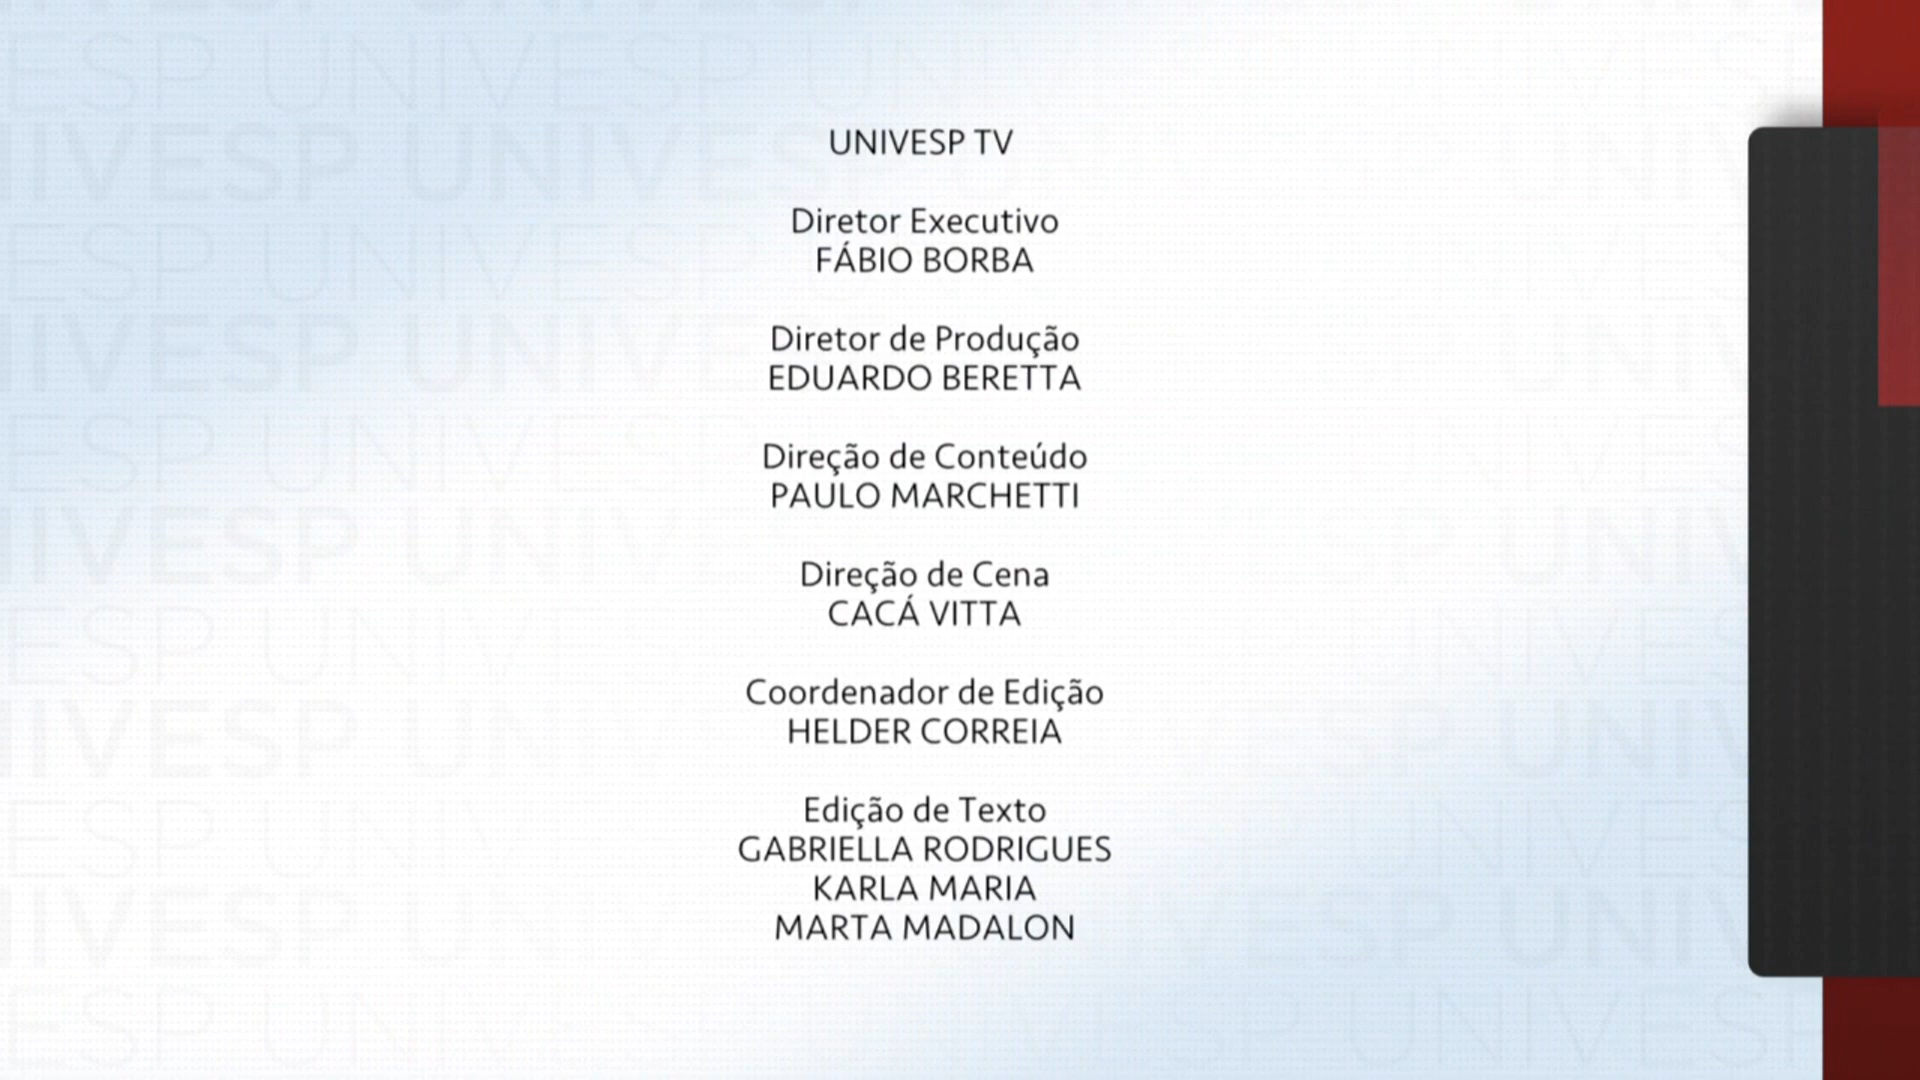 UNIVESP TV
Diretor Executivo
FÁBIO BORBA
Diretor de Produção
EDUARDO BERETTA
Direção de Conteúdo
PAULO MARCHETTI
Direção de Cena
CACÁ VITTA
Coordenador de Edição
HELDER CORREIA
Edição de Texto
GABRIELLA RODRIGUES
KARLA MARIA
MARTA MADALON